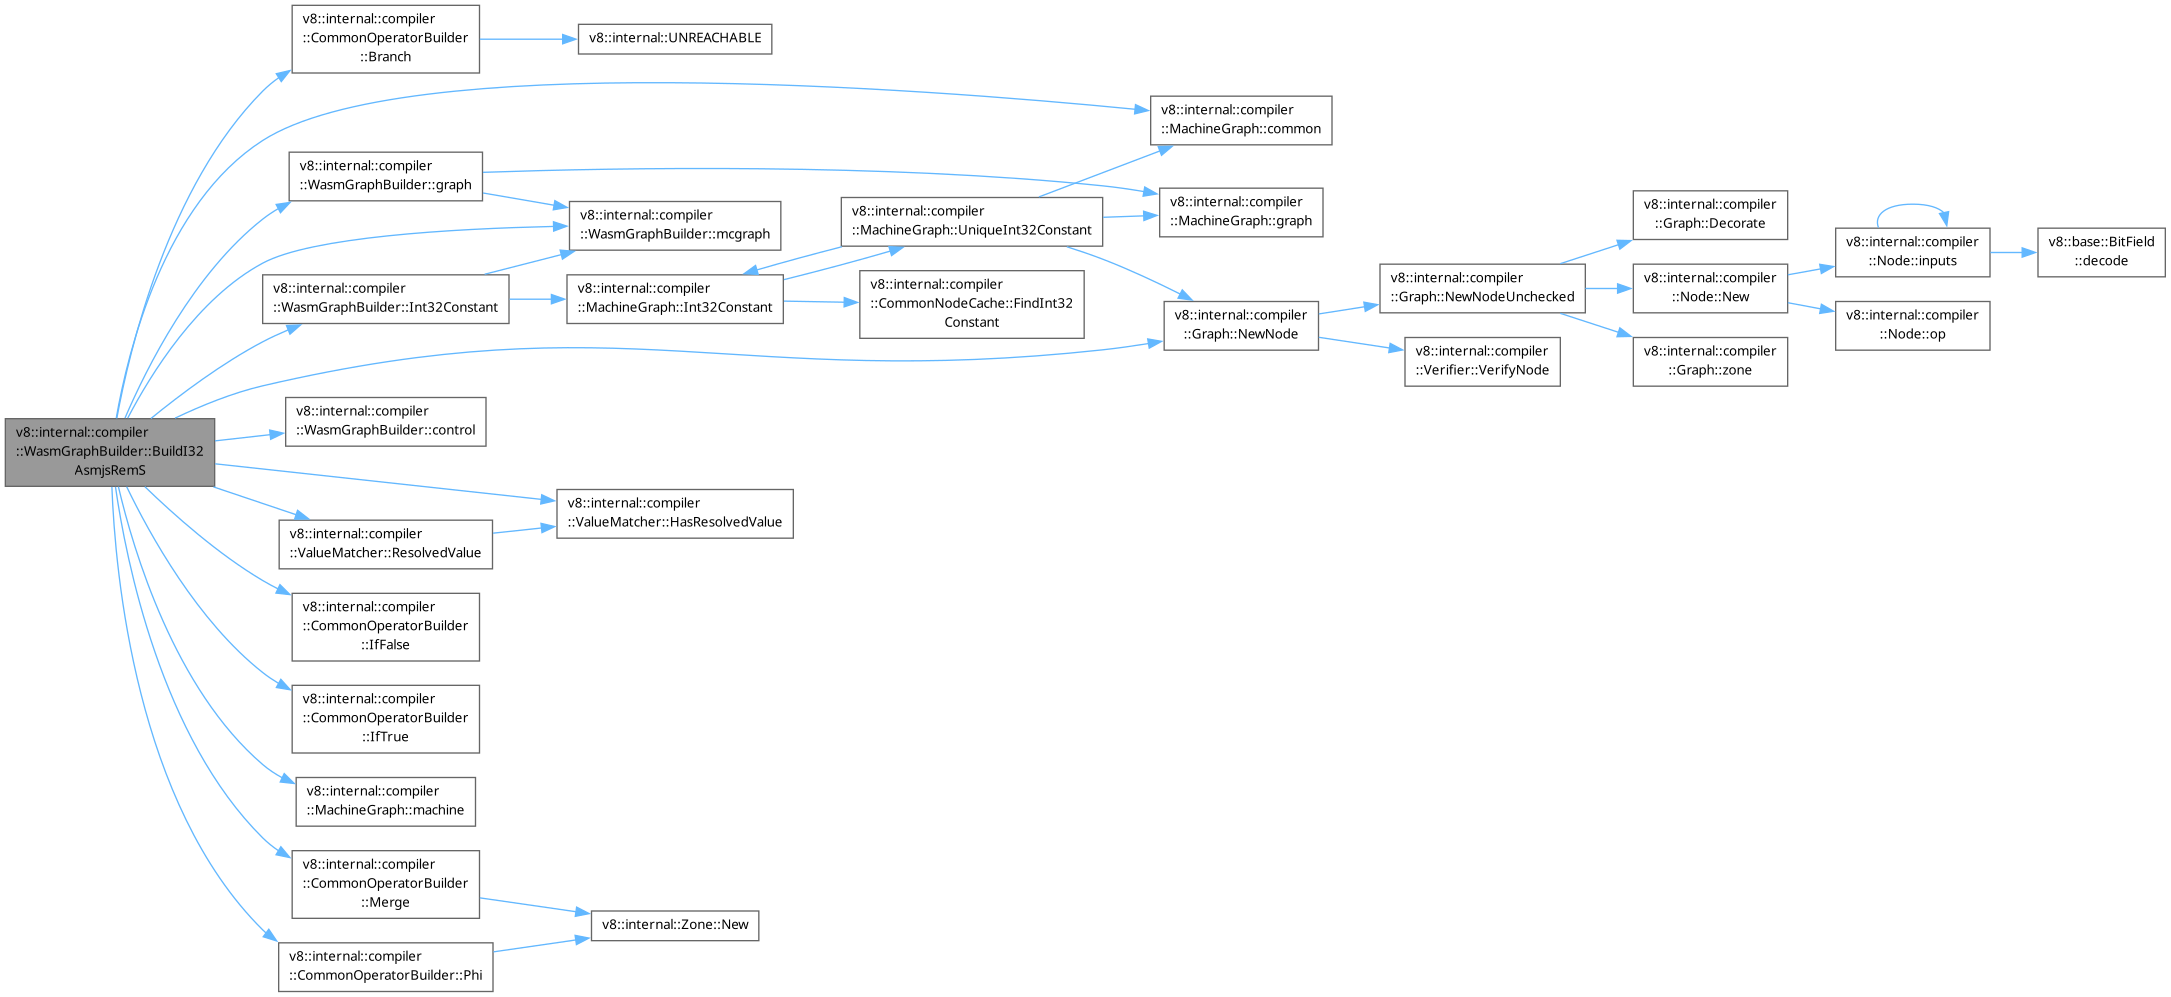 v8::internal::compiler
::CommonOperatorBuilder
::Branch
v8::internal::UNREACHABLE
v8::internal::compiler
::MachineGraph::common
v8::internal::compiler
::WasmGraphBuilder::graph
v8::internal::compiler
::WasmGraphBuilder::mcgraph
v8::internal::compiler
::MachineGraph::UniqueInt32Constant
v8::internal::compiler
::MachineGraph::graph
v8::internal::compiler
::Graph::Decorate
v8::internal::compiler
::Node::inputs
v8::base::BitField
::decode
v8::internal::compiler
::WasmGraphBuilder::Int32Constant
v8::internal::compiler
::MachineGraph::Int32Constant
v8::internal::compiler
::CommonNodeCache::FindInt32
Constant
v8::internal::compiler
::Graph::NewNode
v8::internal::compiler
::Graph::NewNodeUnchecked
v8::internal::compiler
::Node::New
v8::internal::compiler
::Node::op
v8::internal::compiler
::Verifier::VerifyNode
v8::internal::compiler
::Graph::zone
v8::internal::compiler
::WasmGraphBuilder::BuildI32
AsmjsRemS
v8::internal::compiler
::WasmGraphBuilder::control
v8::internal::compiler
::ValueMatcher::HasResolvedValue
v8::internal::compiler
::ValueMatcher::ResolvedValue
v8::internal::compiler
::CommonOperatorBuilder
::IfFalse
v8::internal::compiler
::CommonOperatorBuilder
::IfTrue
v8::internal::compiler
::MachineGraph::machine
v8::internal::compiler
::CommonOperatorBuilder
::Merge
v8::internal::Zone::New
v8::internal::compiler
::CommonOperatorBuilder::Phi